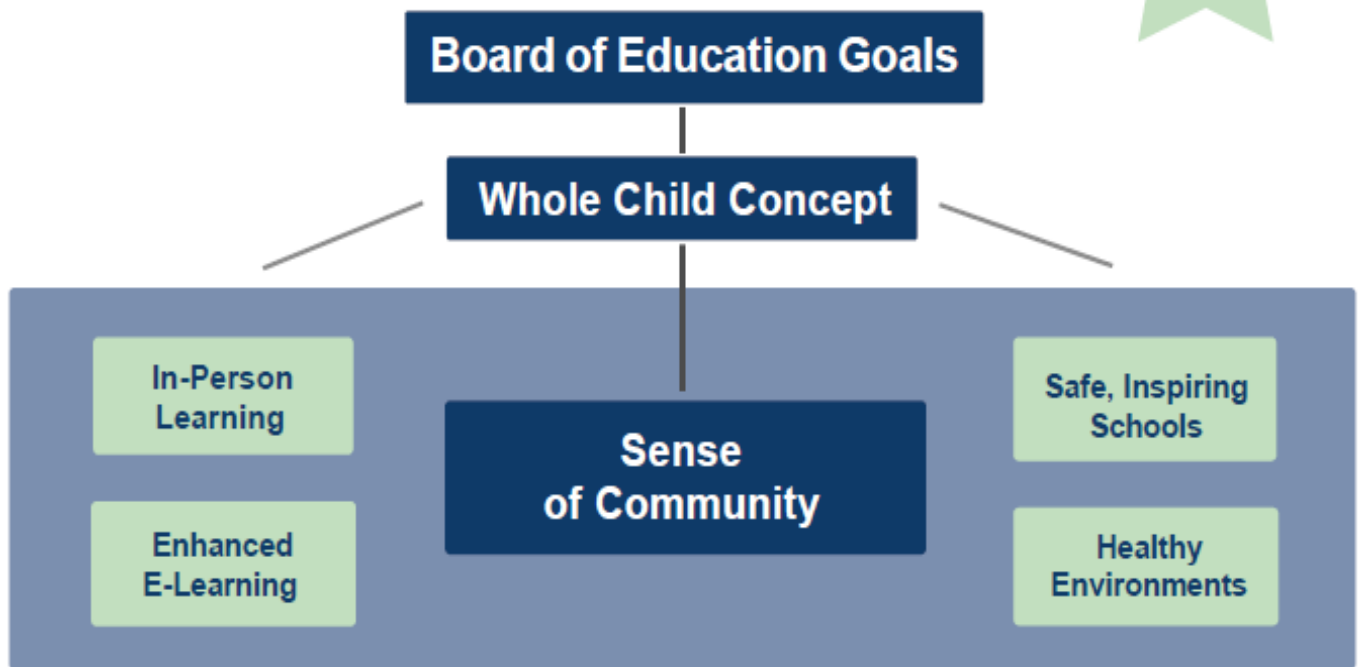 Board of Education Goals
Whole Child Concept
In-Person
Learning
Enhanced
E-Learning
Sense
of Community
Safe, Inspiring
Schools
Healthy
Environments